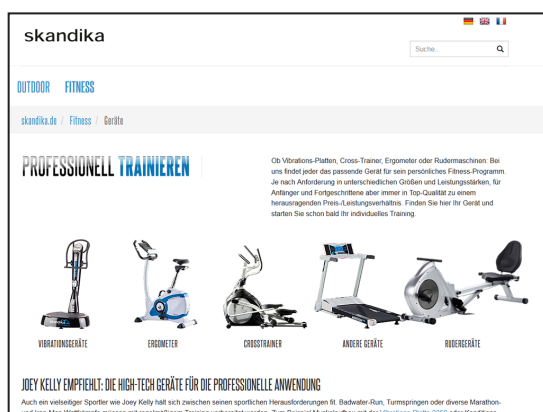 skandika
Suche..
OUTDOOR FITNESS
skandika.de / Fitness / Geräte
PROFESSIONELL TRAINIEREN
Ob Vibrations-Platten, Cross-Trainer, Ergometer oder Rudermaschinen: Bei
uns findet jeder das passende Gerät für sein persönliches Fitness-Programm.
Je nach Anforderung in unterschiedlichen Größen und Leistungsstärken, für
Anfänger und Fortgeschrittene aber immer in Top-Qualität zu einem
herausragenden Preis-/Leistungsverhältnis. Finden Sie hier Ihr Gerät und
starten Sie schon bald Ihr individuelles Training.
VIBRATIONSGERÄTE ERGOMETER CROSSTRAINER ANDERE GERÄTE RUDERGERÄTE
JOEY KELLY EMPFIEHLT: DIE HIGH-TECH GERÄTE FÜR DIE PROFESSIONELLE ANWENDUNG
Auch ein vielseitiger Sportler wie Joey Kelly hält sich zwischen seinen sportlichen Herausforderungen fit. Badwater-Run, Turmspringen oder diverse Marathon-